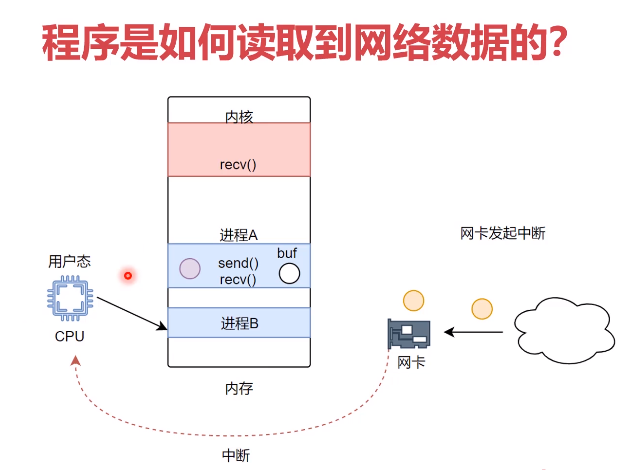 程序是如何读取到网络数据的？
内核
recv()
进程A
send()
recv()
buf
进程B
内存
用户态
CPU
网卡发起中断
网卡
中断